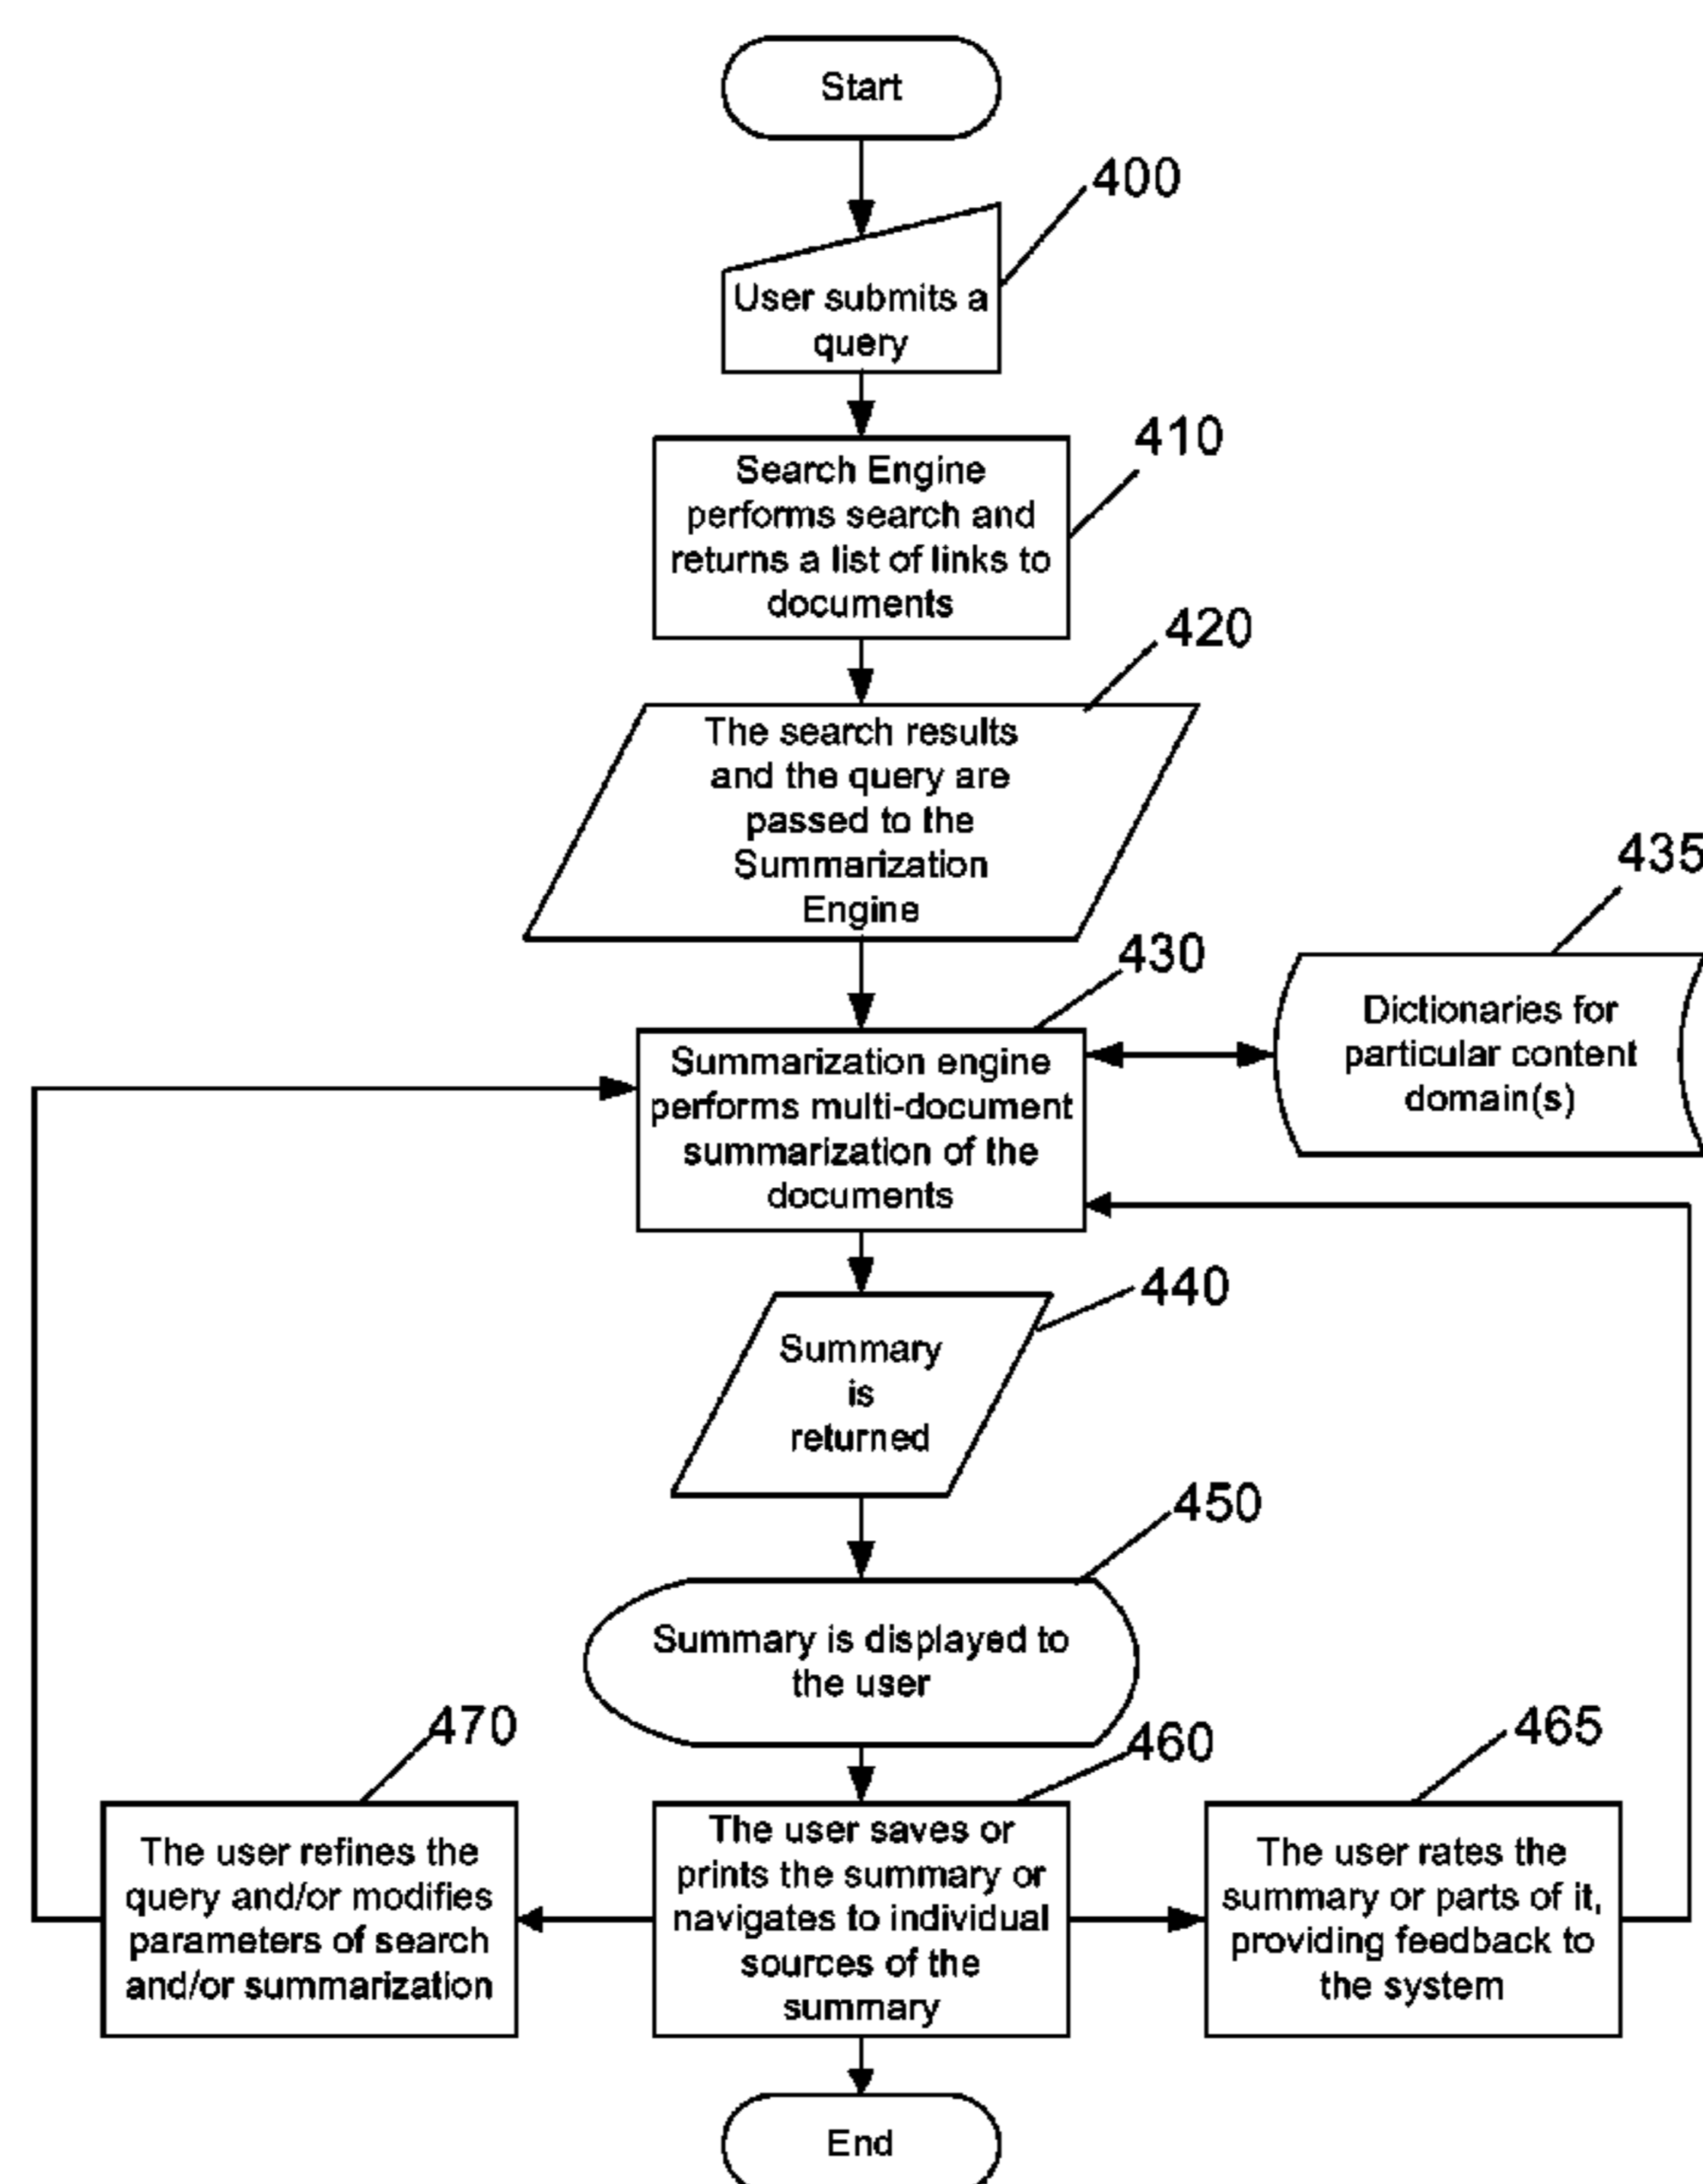 Start
400
User submits a
query
410
Search Engine
performs search and
returns a list of links to
documents
420
The search results
and the query are
passed to the
Summarization
Engine
435
Dictionaries for
particular content
domain(s)
430
Summarization engine
performs multi-document
summarization of the
documents
440
Summary
is
returned
450
Summary is displayed to
the user
470
The user refines the
query and/or modifies
parameters of search
and/or summarization
460
The user saves or
prints the summary or
navigates to individual
sources of the
summary
465
The user rates the
summary or parts of it,
providing feedback to
the system
End